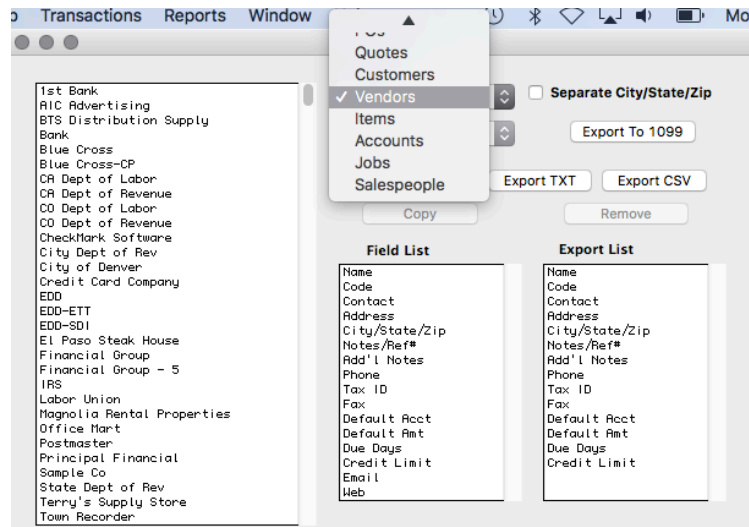 Transactions Reports Window
Mo
Quotes
Customers
✓ Vendors
Items
Accounts
Jobs
Salespeople
Separate City/State/Zip
Export To 1099
Export TXT
Export CSV
Copy
Remove
1st Bank
AIC Advertising
BTS Distribution Supply
Bank
Blue Cross
Blue Cross-CP
CA Dept of Labor
CA Dept of Revenue
CO Dept of Labor
CO Dept of Revenue
CheckMark Software
City Dept of Rev
City of Denver
Credit Card Company
EDD
EDD-ETT
EDD-SDI
El Paso Steak House
Financial Group
Financial Group - 5
IRS
Labor Union
Magnolia Rental Properties
Office Mart
Postmaster
Principal Financial
Sample Co
State Dept of Rev
Terry's Supply Store
Town Recorder
Field List
Name
Code
Contact
Address
City/State/Zip
Notes/Ref#
Add'l Notes
Phone
Tax ID
Fax
Default Acct
Default Amt
Due Days
Credit Limit
Email
Web
Export List
Name
Code
Contact
Address
City/State/Zip
Notes/Ref#
Add'l Notes
Phone
Tax ID
Fax
Default Acct
Default Amt
Due Days
Credit Limit